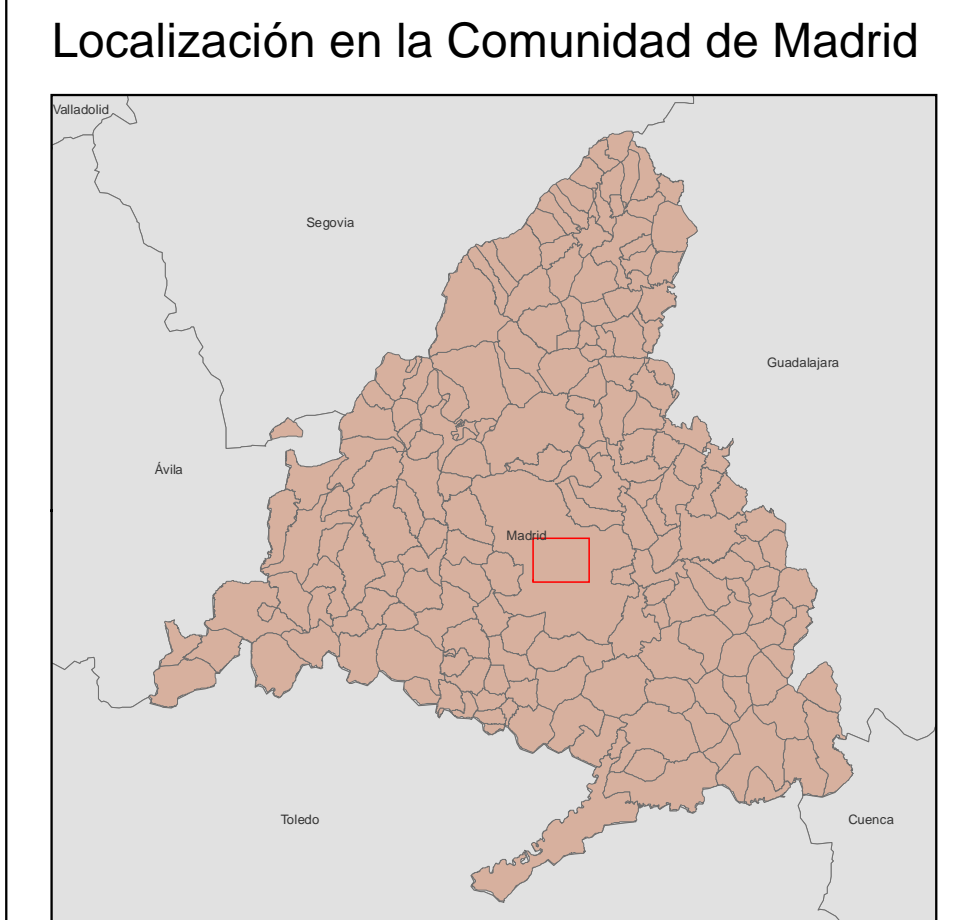 Localización en la Comunidad de Madrid
Valladolid
Segovia
Guadalajara
Ávila
Madrid
Toledo
Cuenca